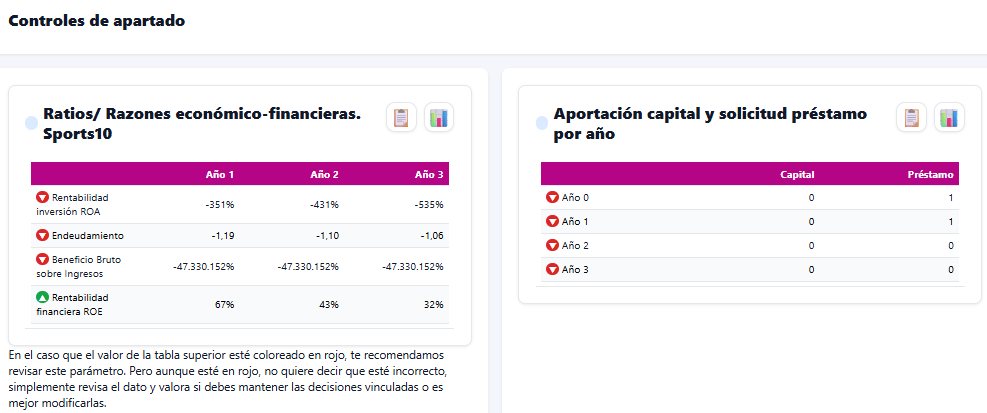 Controles de apartado
Ratios/ Razones económico-financieras.
Sports10
Año 1 Año 2 Año 3
Rentabilidad
inversión ROA -351% -431% -535%
Endeudamiento -1,19 -1,10 -1,06
Beneficio Bruto
sobre Ingresos -47.330.152% -47.330.152% -47.330.152%
Rentabilidad
financiera ROE 67% 43% 32%
En el caso que el valor de la tabla superior esté coloreado en rojo, te recomendamos
revisar este parámetro. Pero aunque esté en rojo, no quiere decir que esté incorrecto,
simplemente revisa el dato y valora si debes mantener las decisiones vinculadas o es
mejor modificarlas.
Aportación capital y solicitud préstamo
por año
Capital Préstamo
Año 0 0 1
Año 1 0 1
Año 2 0 0
Año 3 0 0